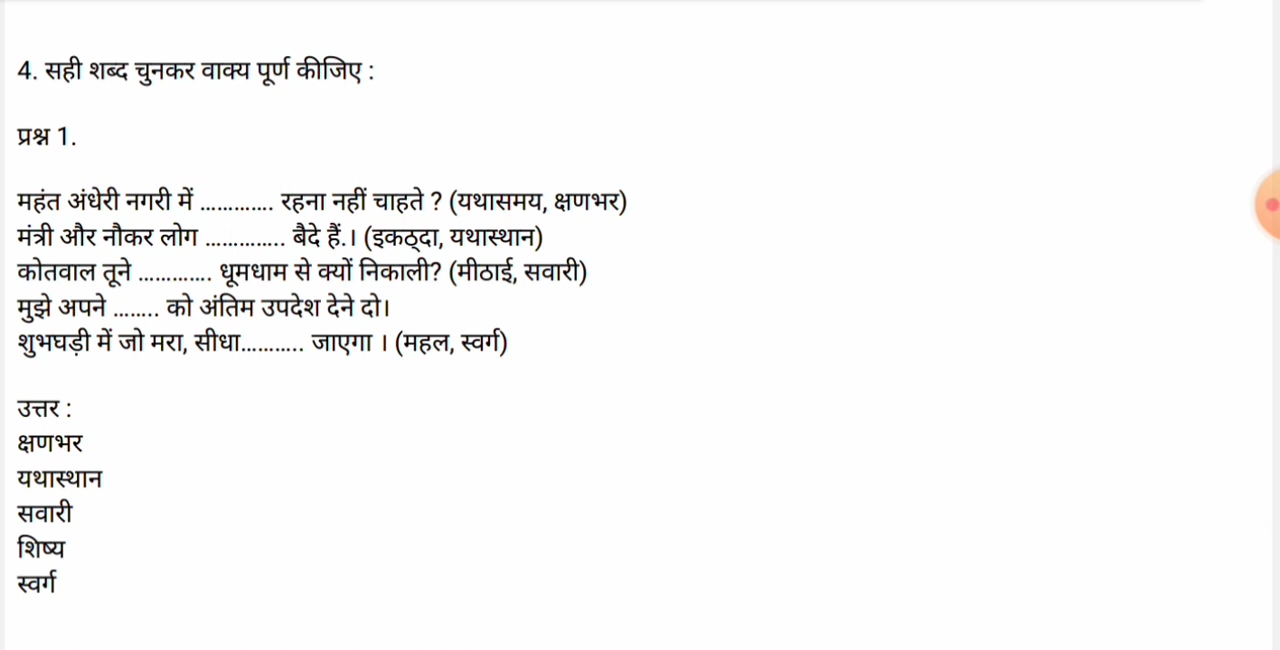 4. सही शब्द चुनकर वाक्य पूर्ण कीजिए :
प्रश्न 1.
महंत अंधेरी नगरी में ............. रहना नहीं चाहते ? (यथासमय, क्षणभर)
मंत्री और नौकर लोग .............. बैदे हैं.। (इकठ्दा, यथास्थान)
कोतवाल तूने ............. धूमधाम से क्यों निकाली? (मीठाई, सवारी)
मुझे अपने ........ को अंतिम उपदेश देने दो।
शुभघड़ी में जो मरा, सीधा........... जाएगा । (महल, स्वर्ग)
उत्तर :
क्षणभर
यथास्थान
सवारी
शिष्य
स्वर्ग